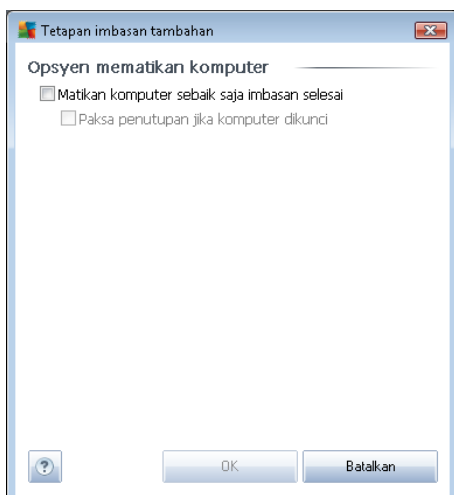 Tetapan imbasan tambahan
Opsyen mematikan komputer
Matikan komputer sebaik saja imbasan selesai
Paksa penutupan jika komputer dikunci
?
OK
Batalkan